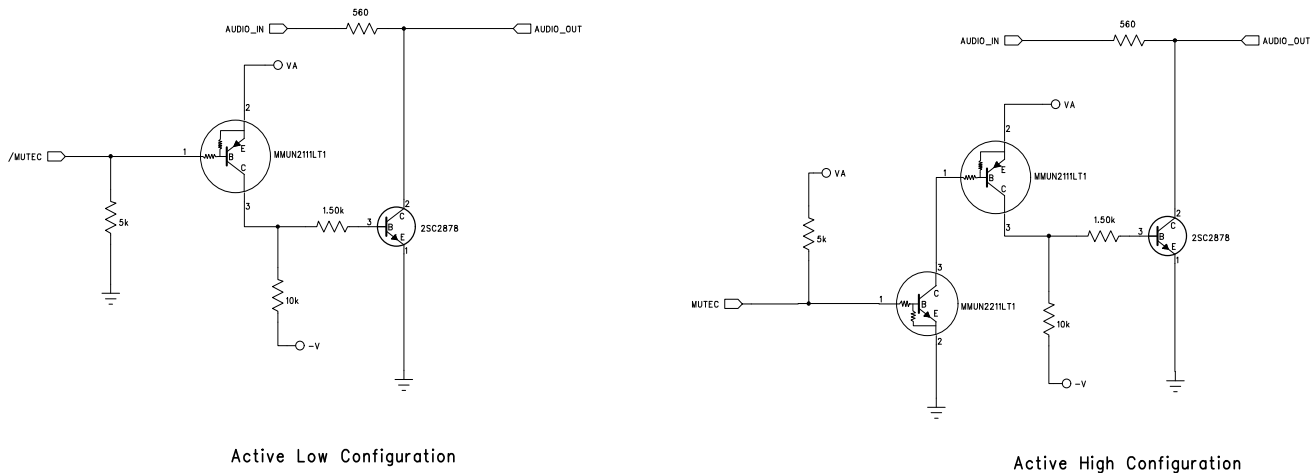 560
AUDIO_IN
AUDIO_OUT
VA
2
/MUTEC
1
B
E
C
MMUN2111LT1
3
5k
1.50k
3
B
C
E
2
1
2SC2878
10k
-V
Active Low Configuration
560
AUDIO_IN
AUDIO_OUT
VA
2
VA
1
B
E
C
MMUN2111LT1
3
5k
1.50k
3
B
C
E
2
1
2SC2878
3
MUTEC
1
B
C
E
MMUN2211LT1
2
10k
-V
Active High Configuration